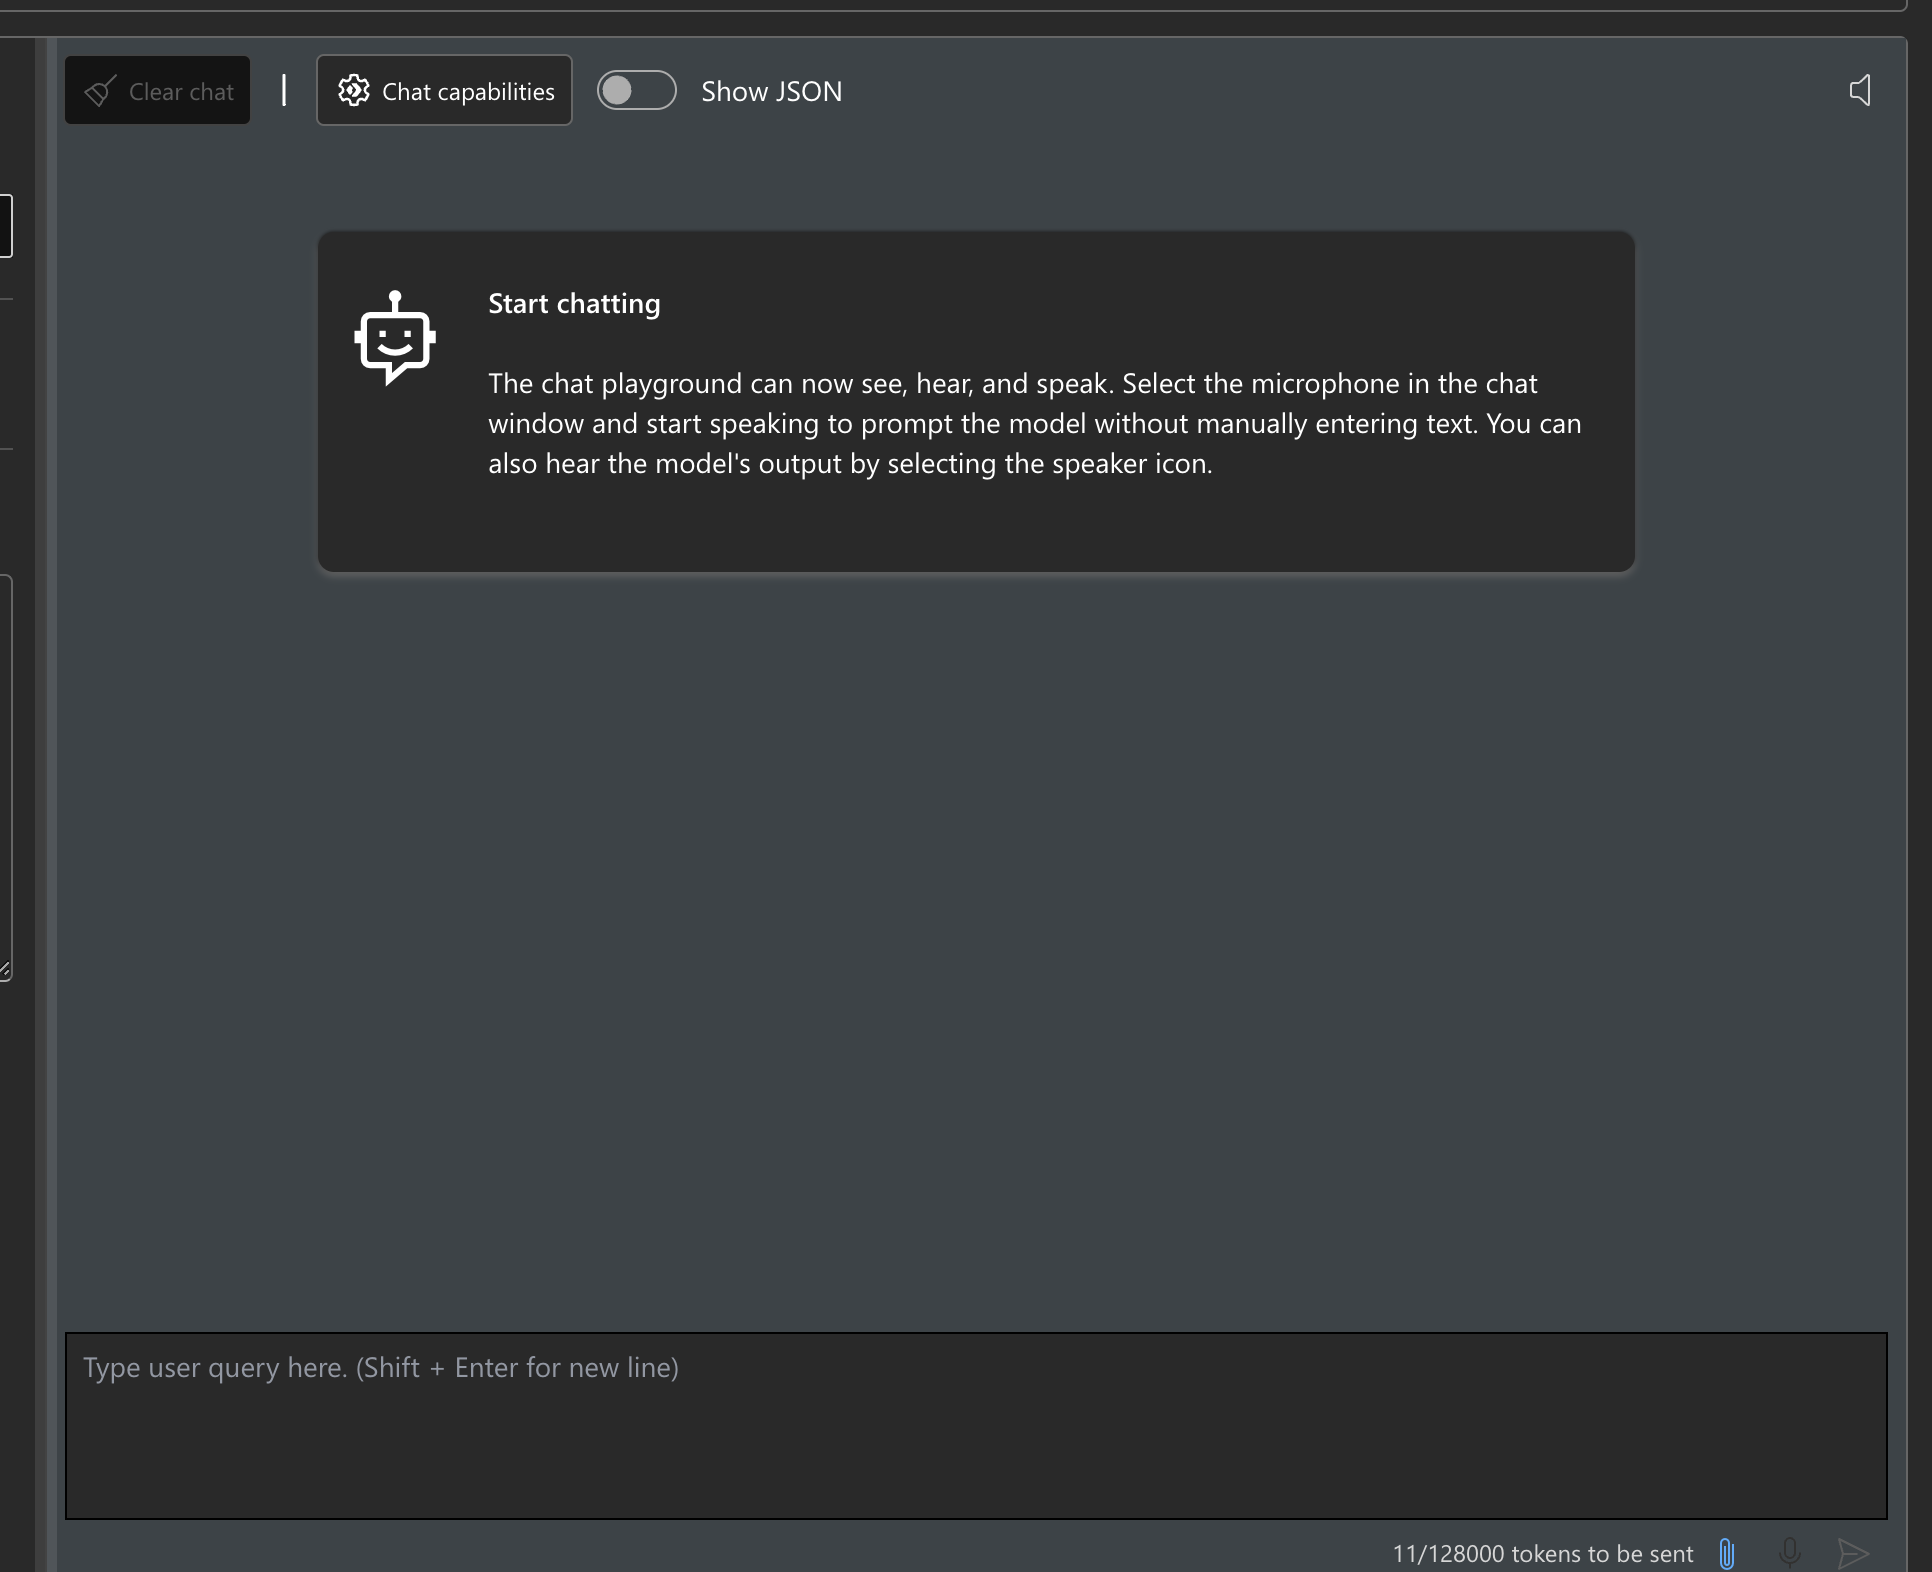 Clear chat
Chat capabilities
Show JSON
Start chatting
The chat playground can now see, hear, and speak. Select the microphone in the chat
window and start speaking to prompt the model without manually entering text. You can
also hear the model's output by selecting the speaker icon.
Type user query here. (Shift + Enter for new line)
11/128000 tokens to be sent